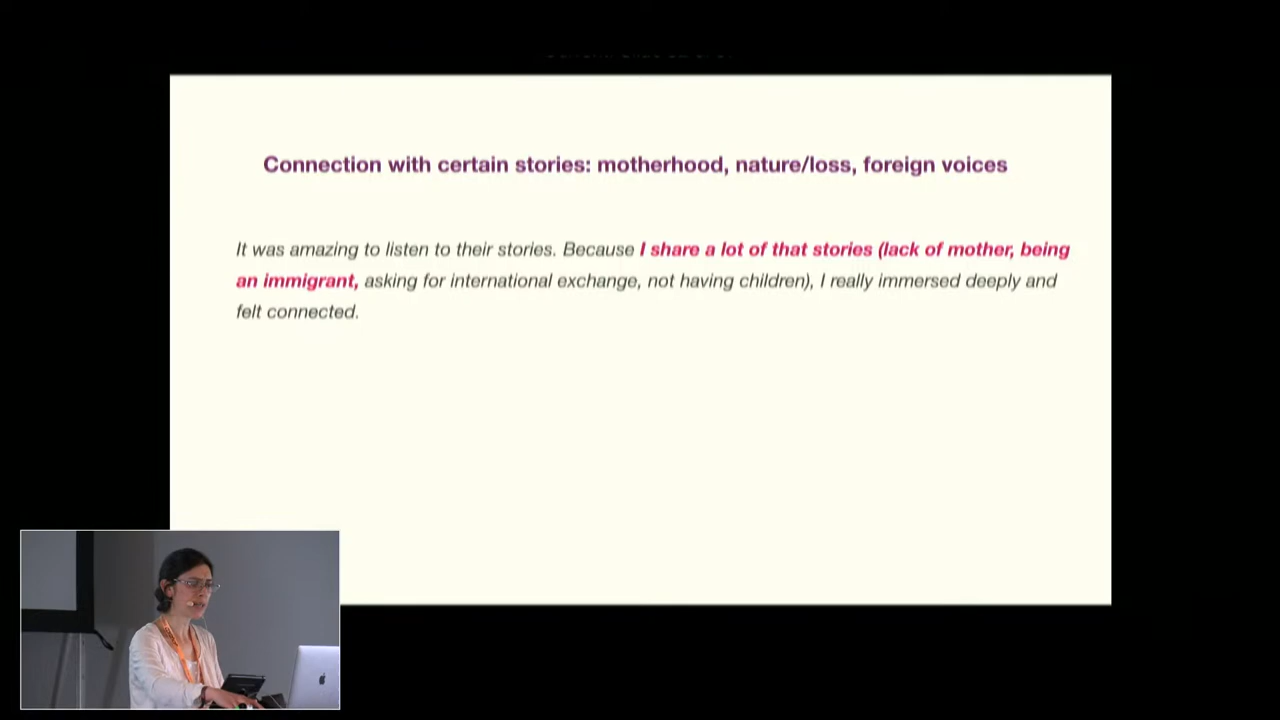 Connection with certain stories: motherhood, nature/loss, foreign voices
It was amazing to listen to their stories. Because I share a lot of that stories (lack of mother, being
an immigrant, asking for international exchange, not having children), I really immersed deeply and
felt connected.